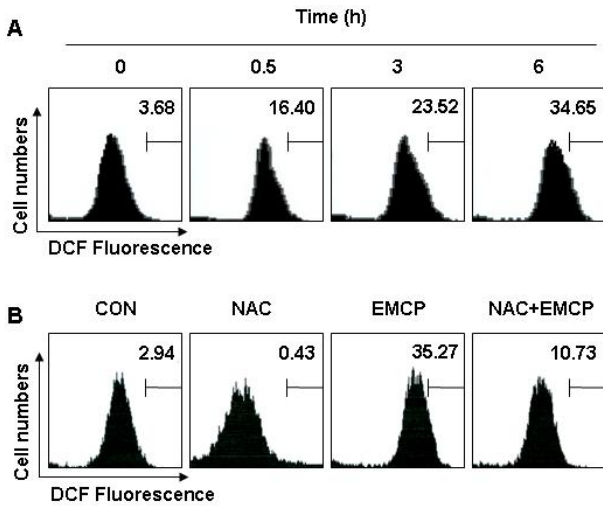 A
Time (h)
0 0.5 3 6
3.68 16.40 23.52 34.65
Cell numbers
DCF Fluorescence
B
CON NAC EMCP NAC+EMCP
2.94 0.43 35.27 10.73
Cell numbers
DCF Fluorescence